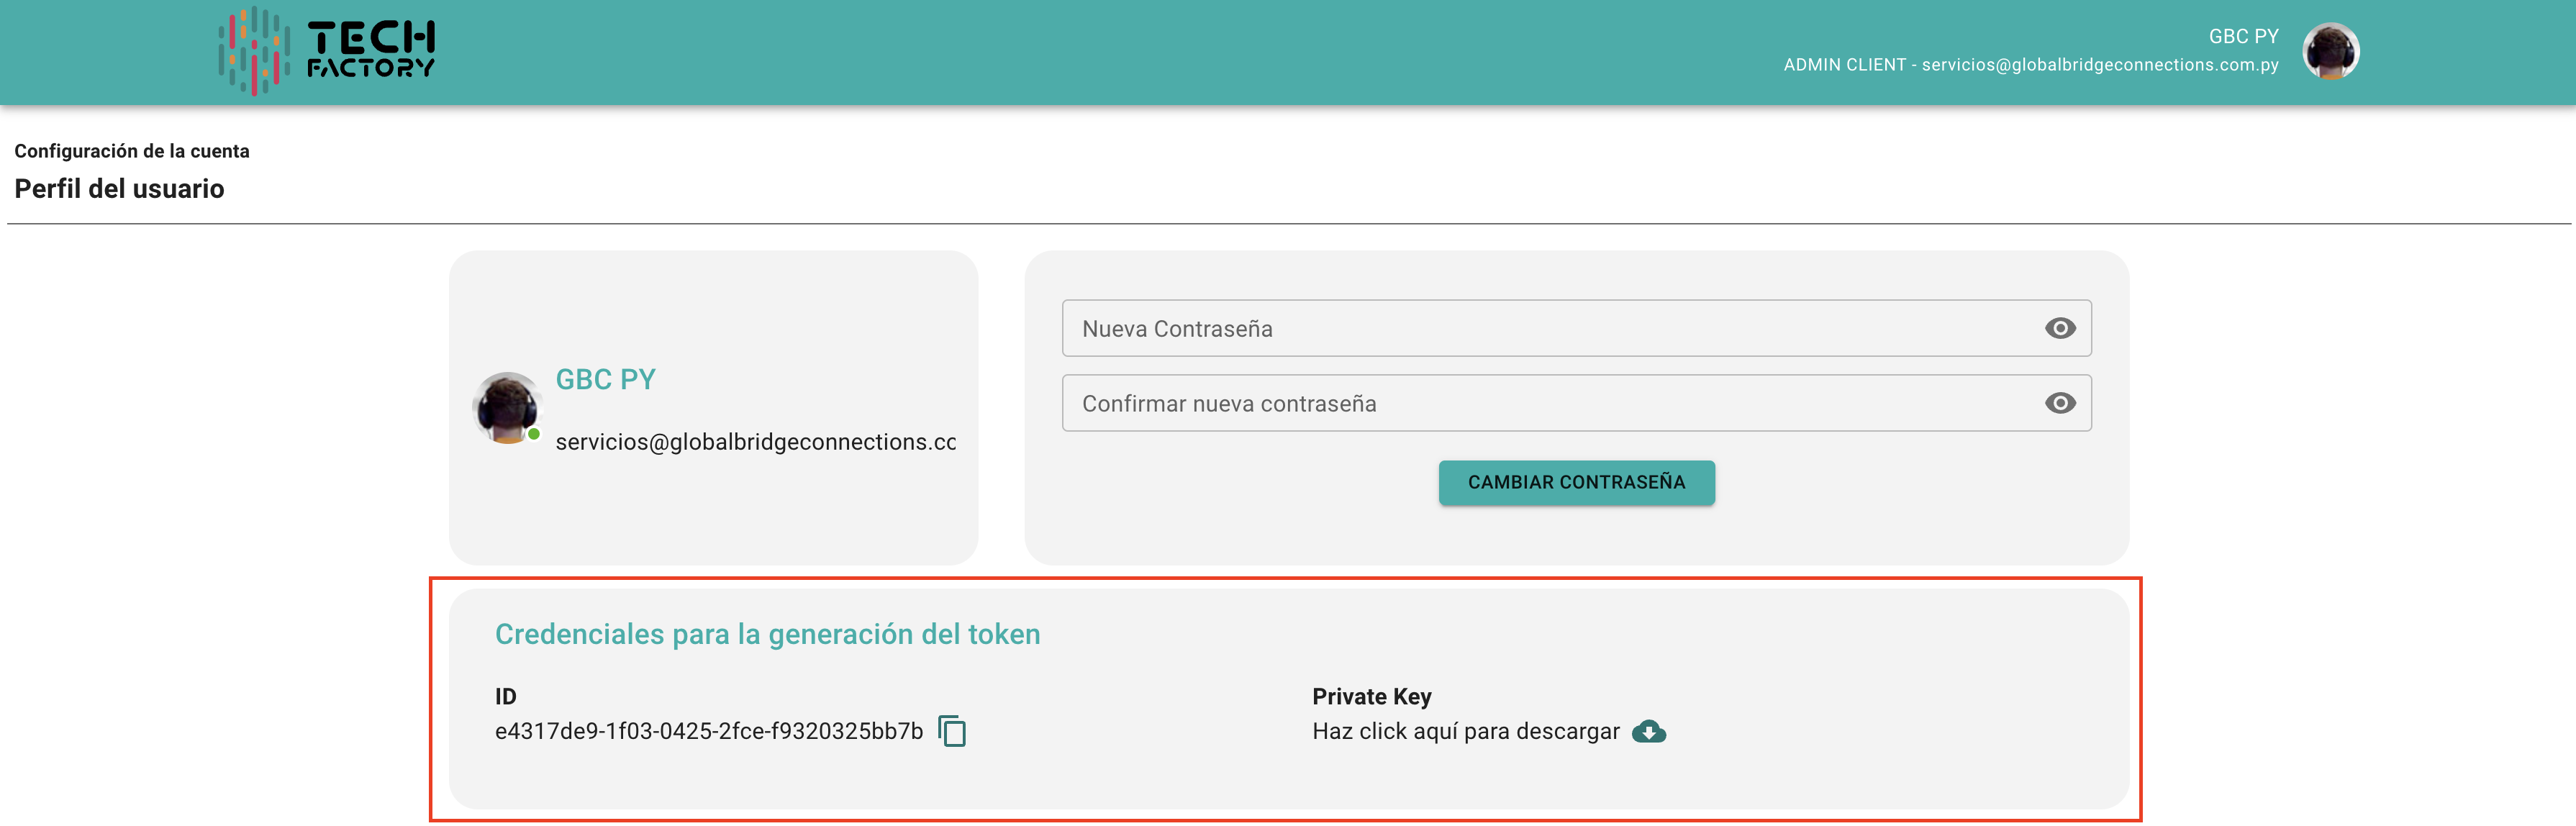 TECH
FACTORY
GBC PY
ADMIN CLIENT - servicios@globalbridgeconnections.com.py
Configuración de la cuenta
Perfil del usuario
GBC PY
servicios@globalbridgeconnections.cc
Nueva Contraseña
Confirmar nueva contraseña
CAMBIAR CONTRASEÑA
Credenciales para la generación del token
ID
e4317de9-1f03-0425-2fce-f9320325bb7b
Private Key
Haz click aquí para descargar